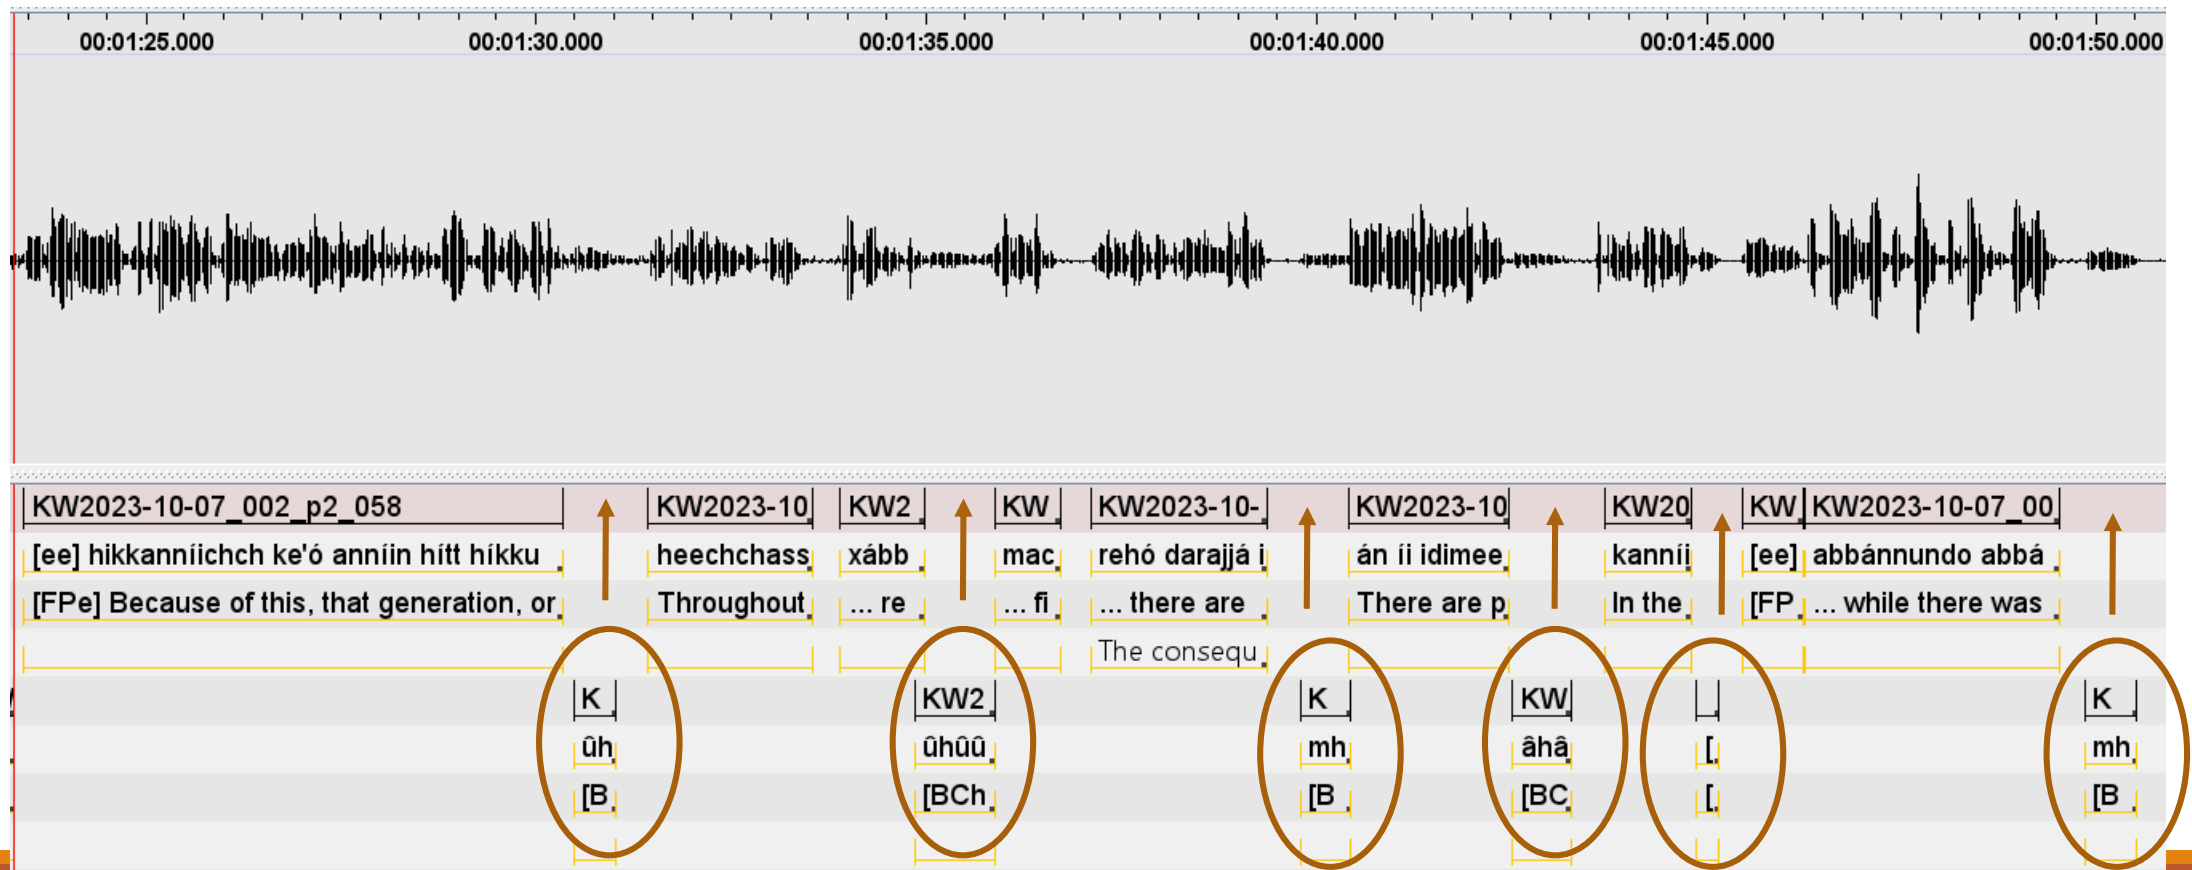 00:01:25.000 00:01:30.000 00:01:35.000 00:01:40.000 00:01:45.000 00:01:50.000
KW2023-10-07_002_p2_058 KW2023-10 KW2 KW KW2023-10- KW2023-10 KW20 KW KW2023-10-07_00
[ee] hikkanníichch ke'ó anníin hítt híkku heechchass xább mac rehó darajjá i án íi idimee kanníi [ee] abbánnundo abbá
[FPe] Because of this, that generation, or Throughout ... re ... fi ... there are There are p In the [FP ... while there was
The consequ
K KW2 K KW K
ûh ûhûû mh âhâ [ mh
[B [BCh [B [BC [ [B